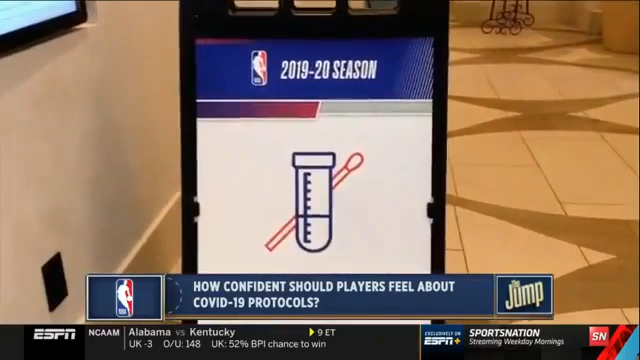 NBA
2019-20 SEASON
NBA
HOW CONFIDENT SHOULD PLAYERS FEEL ABOUT
COVID-19 PROTOCOLS?
The
Jump
ESPN
NCAAM
Alabama vs Kentucky
9 ET
UK -3 O/U: 148 UK: 52% BPI chance to win
EXCLUSIVELY ON
ESPN+
SPORTSNATION
Streaming Weekday Mornings
SN